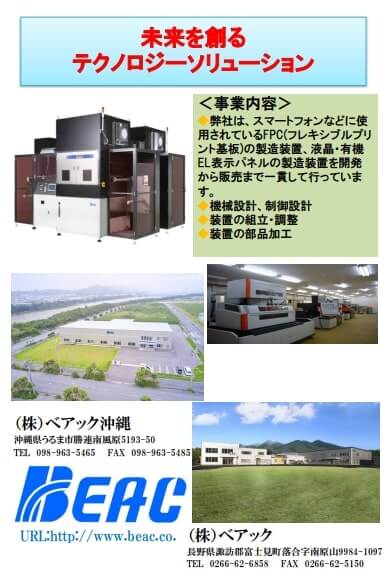 未来を創る
テクノロジーソリューション
＜事業内容＞
◆弊社は、スマートフォンなどに使
用されているFPC(フレキシブルプリ
ント基板)の製造装置、液晶・有機
EL表示パネルの製造装置を開発
から販売まで一貫して行っていま
す。
◆機械設計、制御設計
◆装置の組立・調整
◆装置の部品加工
(株)ベアック沖縄
沖縄県うるま市勝連南風原5193-50
TEL 098-963-5465 FAX 098-963-5485
BEAC
URL:http://www.beac.co.
(株)ベアック
長野県諏訪郡富士見町落合字南原山9984-1097
TEL 0266-62-6858 FAX 0266-62-5150